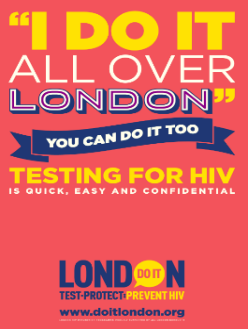 “I DO IT
ALL OVER
LONDON”
YOU CAN DO IT TOO
TESTING FOR HIV
IS QUICK, EASY AND CONFIDENTIAL
LONDON
DO IT
TEST•PROTECT•PREVENT HIV
www.doitlondon.org